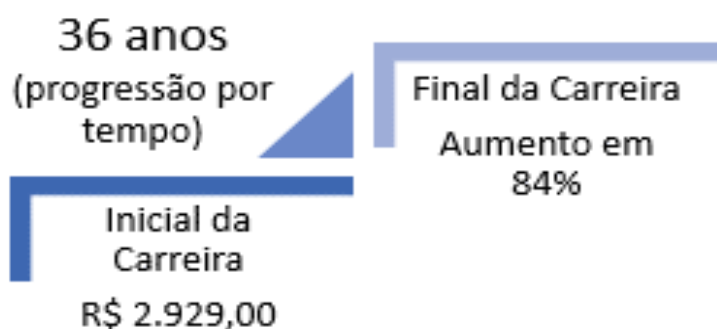 36 anos
(progressão por
tempo)
Inicial da
Carreira
R$ 2.929,00
Final da Carreira
Aumento em
84%